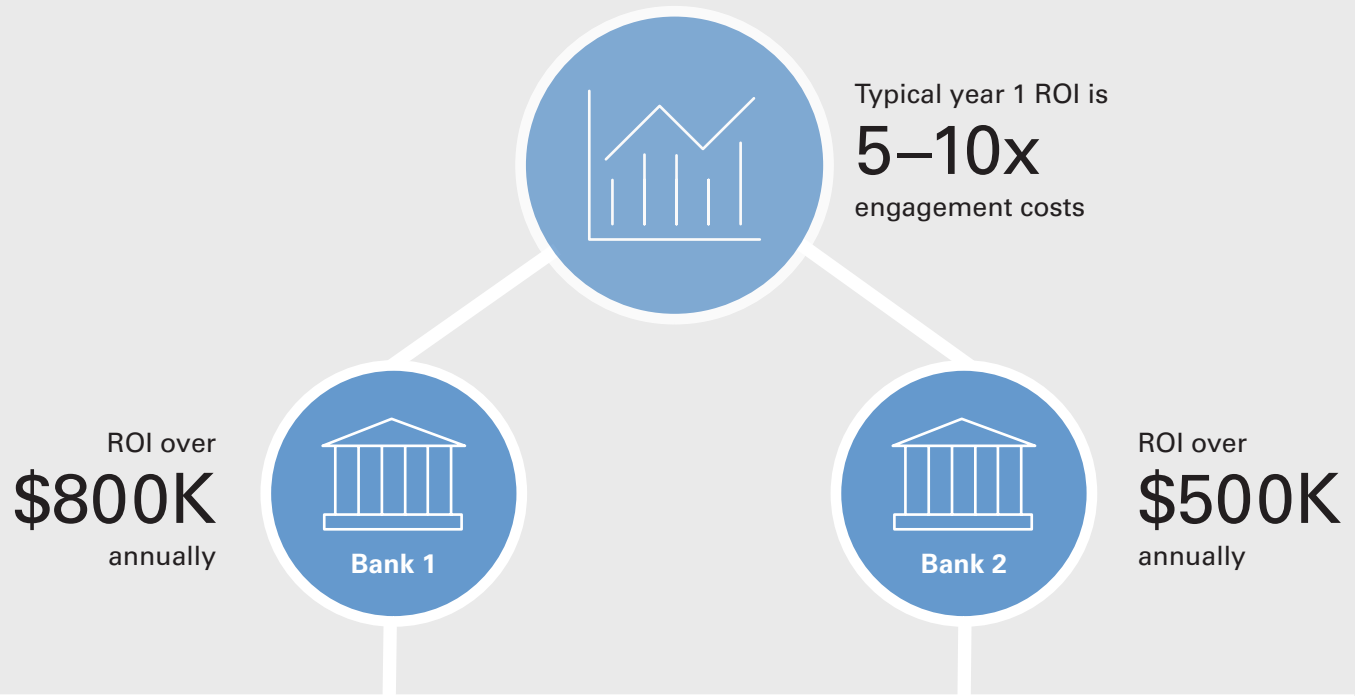 Typical year 1 ROI is
5–10x
engagement costs
ROI over
$800K
annually
Bank 1
Bank 2
ROI over
$500K
annually